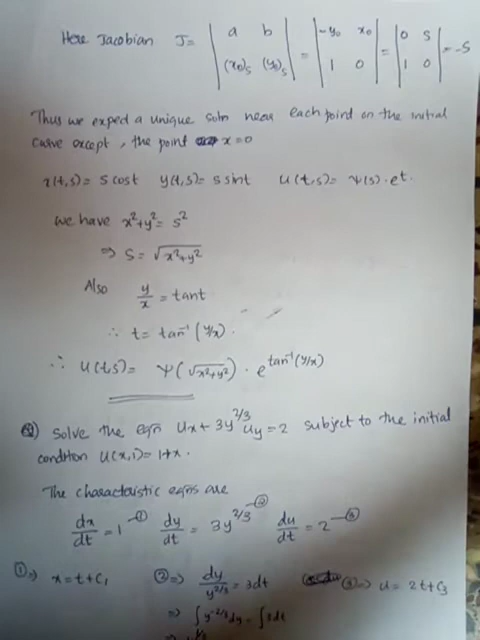 Here Jacobian J = | a b (x₀)ₛ (y₀)ₛ | = | -y₀ x₀ 1 0 | = | 0 s 1 0 | = -s
Thus we exped a unique soln near each point on the initial
curve except, the point x=0
x(t,s) = s cost y(t,s) = s sint u(t,s) = ψ(s)·eᵗ.
we have x²+y² = s²
⇒ s = √(x²+y²)
Also y/x = tant
∴ t = tan⁻¹(y/x).
∴ u(t,s) = ψ(√(x²+y²)) · e^(tan⁻¹(y/x))
Q) Solve the eqn uₓ + 3y^(2/3) u_y = 2 subject to the initial
condition u(x,1) = 1+x.
The characteristic eqns are
dx/dt = 1 —① dy/dt = 3y^(2/3) —② du/dt = 2 —③
①⇒ x = t+c₁ ②⇒ dy/y^(2/3) = 3dt ③⇒ u = 2t+c₃
⇒ ∫y^(-2/3) dy = ∫3dt